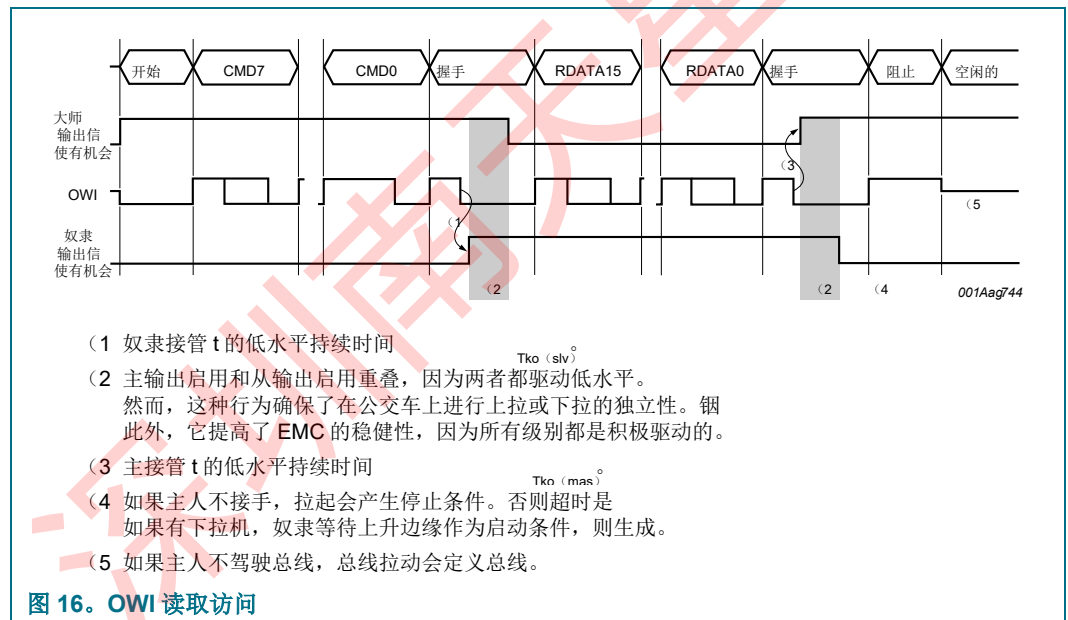 开始 CMD7 CMD0 握手 RDATA15 RDATA0 握手 阻止 空闲的
大师
输出信
使有机会
（3
OWI
（5
（1
奴隶
输出信
使有机会
（2 （2 （4
001Aag744
（1 奴隶接管 t 的低水平持续时间 Tko（slv） 。
（2 主输出启用和从输出启用重叠，因为两者都驱动低水平。
然而，这种行为确保了在公交车上进行上拉或下拉的独立性。铟
此外，它提高了 EMC 的稳健性，因为所有级别都是积极驱动的。
（3 主接管 t 的低水平持续时间 Tko（mas） 。
（4 如果主人不接手，拉起会产生停止条件。否则超时是
如果有下拉机，奴隶等待上升边缘作为启动条件，则生成。
（5 如果主人不驾驶总线，总线拉动会定义总线。
图 16。OWI 读取访问
深圳南天星